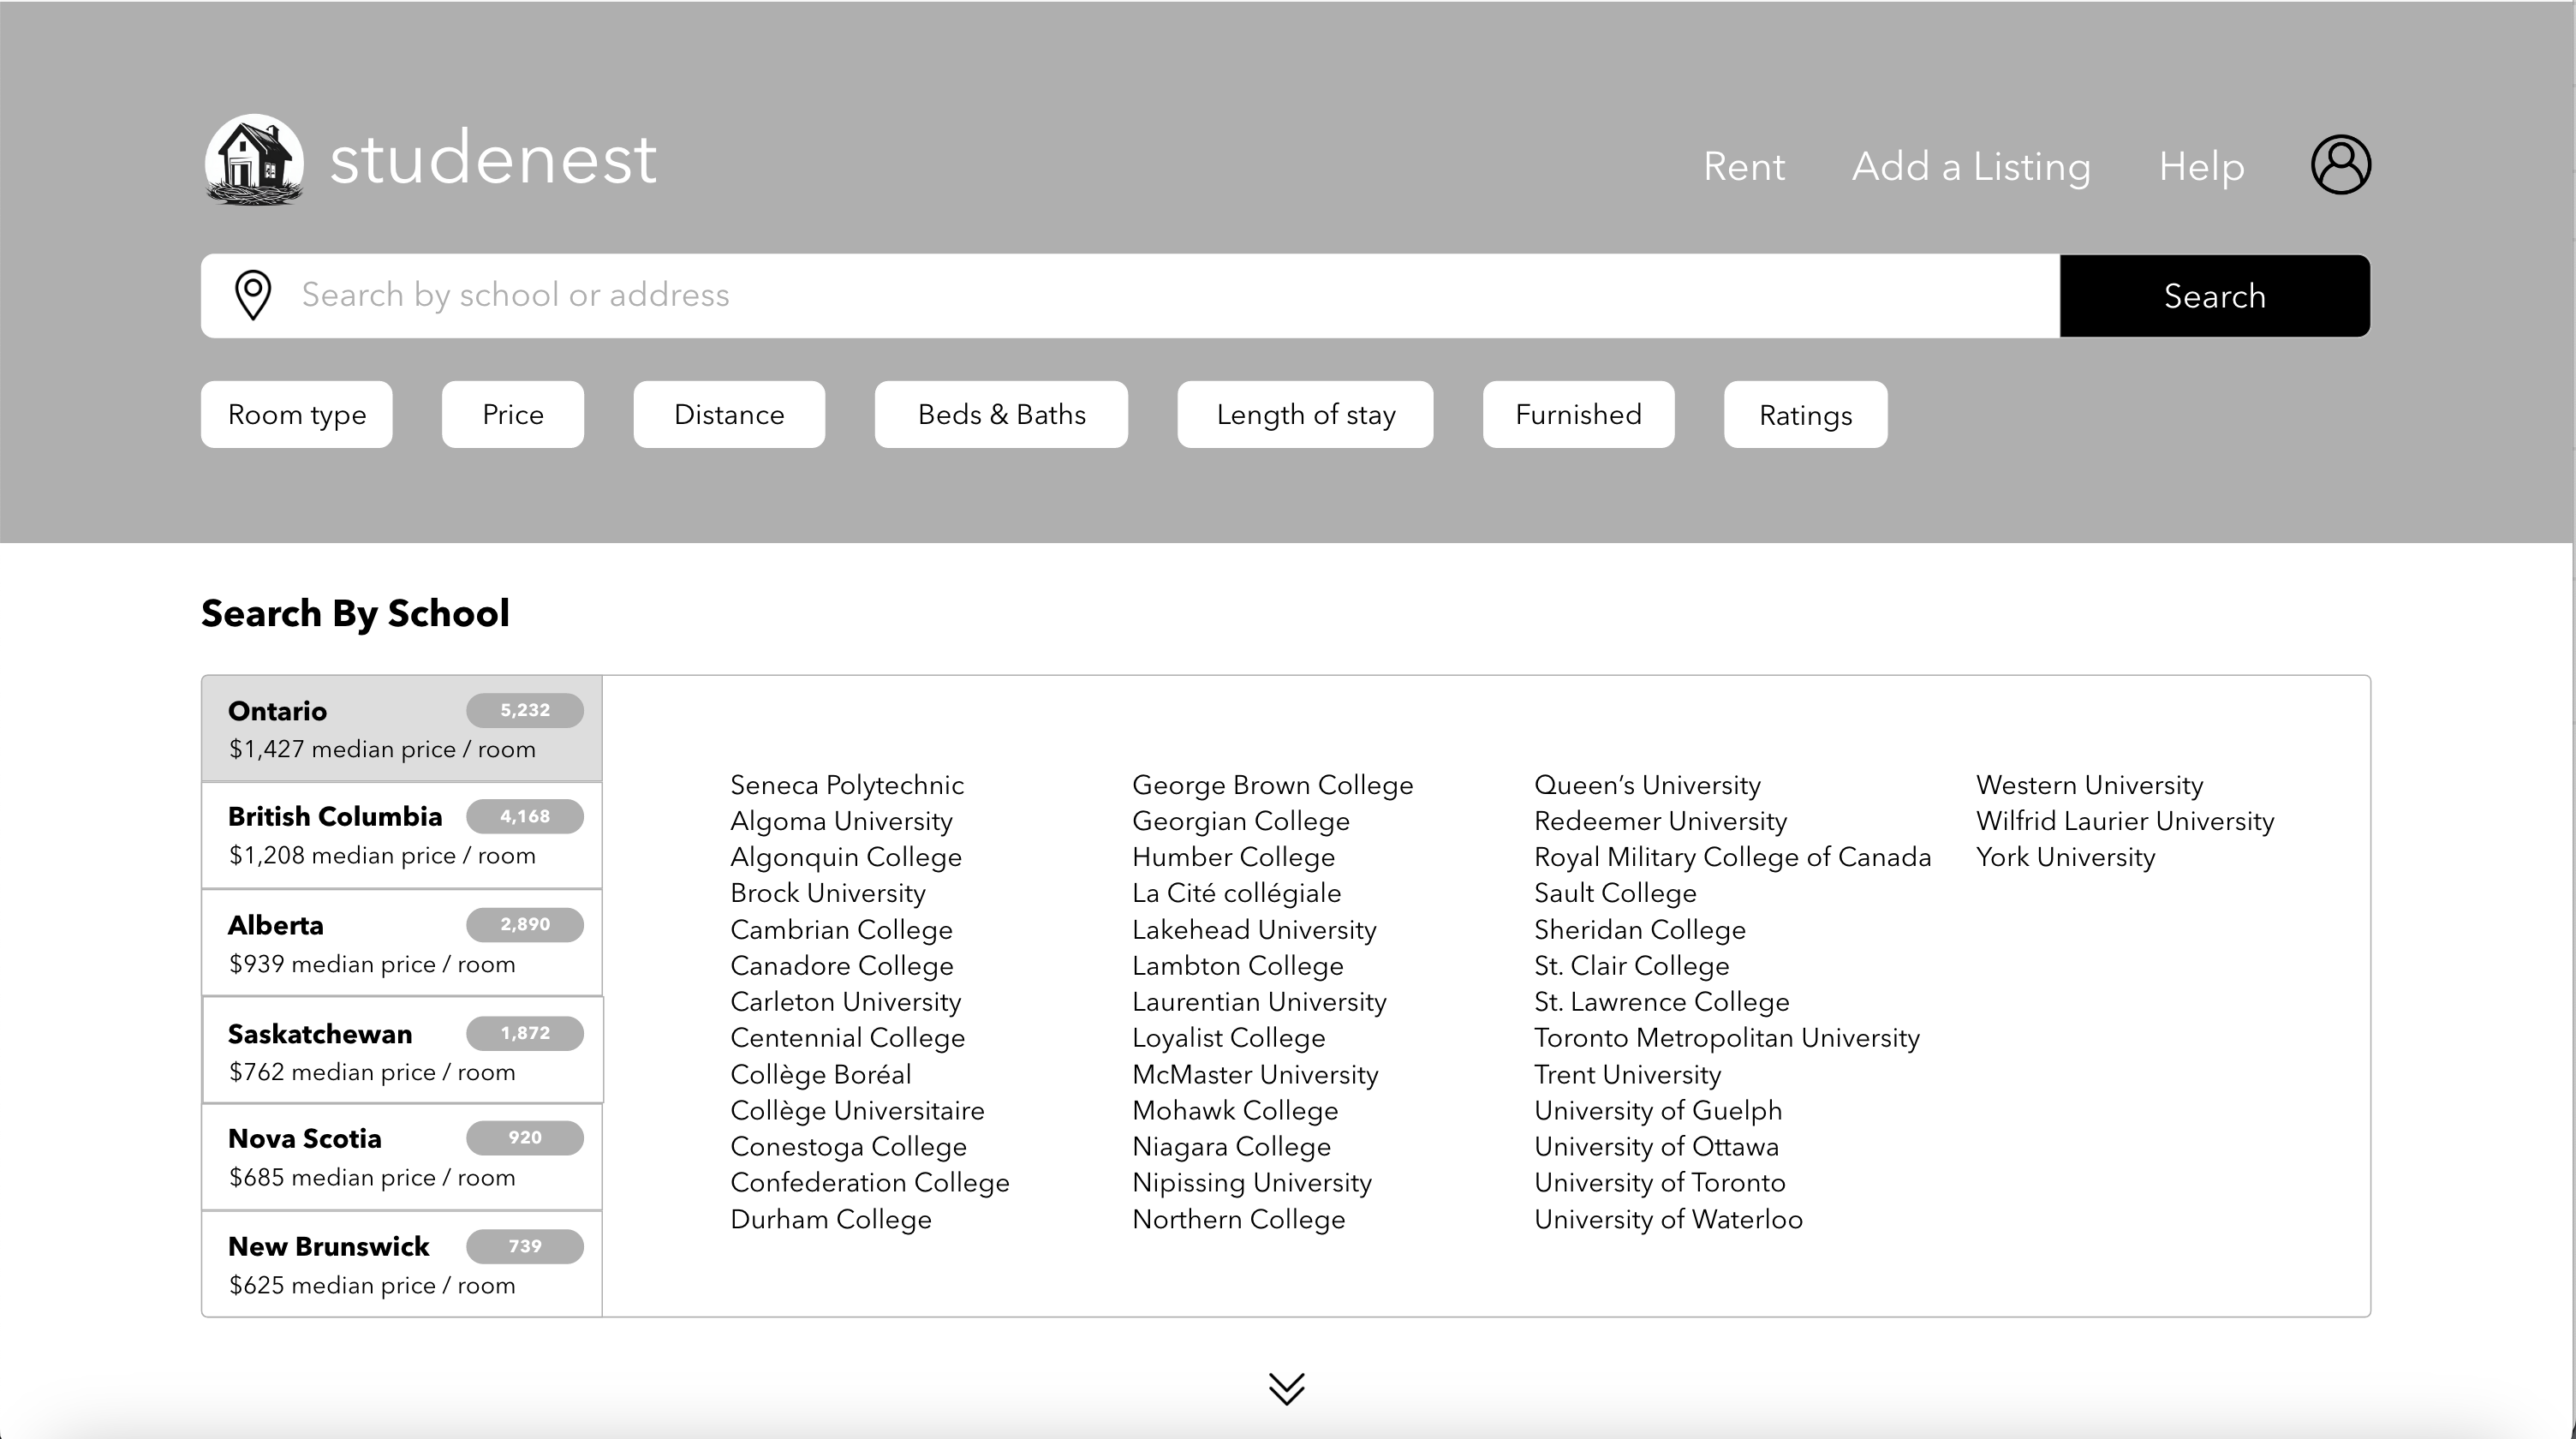 studenest
Rent
Add a Listing
Help
Search by school or address
Search
Room type
Price
Distance
Beds & Baths
Length of stay
Furnished
Ratings
Search By School
Ontario
5,232
$1,427 median price / room
British Columbia
4,168
$1,208 median price / room
Alberta
2,890
$939 median price / room
Saskatchewan
1,872
$762 median price / room
Nova Scotia
920
$685 median price / room
New Brunswick
739
$625 median price / room
Seneca Polytechnic
Algoma University
Algonquin College
Brock University
Cambrian College
Canadore College
Carleton University
Centennial College
Collège Boréal
Collège Universitaire
Conestoga College
Confederation College
Durham College
George Brown College
Georgian College
Humber College
La Cité collégiale
Lakehead University
Lambton College
Laurentian University
Loyalist College
McMaster University
Mohawk College
Niagara College
Nipissing University
Northern College
Queen’s University
Redeemer University
Royal Military College of Canada
Sault College
Sheridan College
St. Clair College
St. Lawrence College
Toronto Metropolitan University
Trent University
University of Guelph
University of Ottawa
University of Toronto
University of Waterloo
Western University
Wilfrid Laurier University
York University